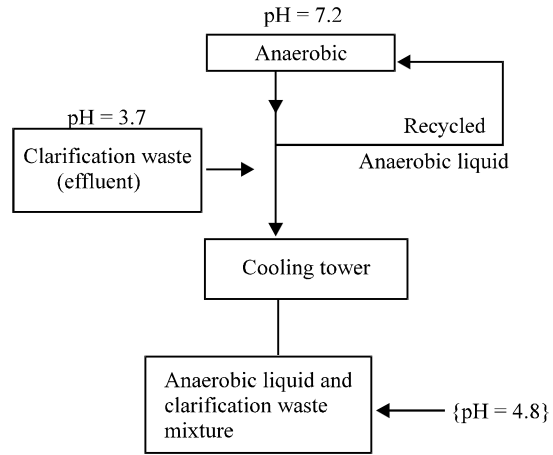 pH = 7.2
Anaerobic
Recycled
Anaerobic liquid
pH = 3.7
Clarification waste
(effluent)
Cooling tower
Anaerobic liquid and
clarification waste
mixture
{pH = 4.8}